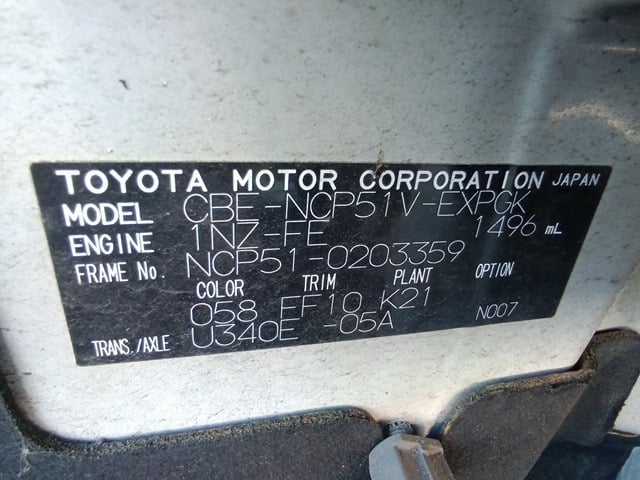 TOYOTA MOTOR CORPORATION JAPAN
MODEL CBE-NCP51V-EXPGK
ENGINE 1NZ-FE 1496 mL
FRAME No. NCP51-0203359
COLOR TRIM PLANT OPTION
058 FF10 K21
TRANS./AXLE U340E -05A N007